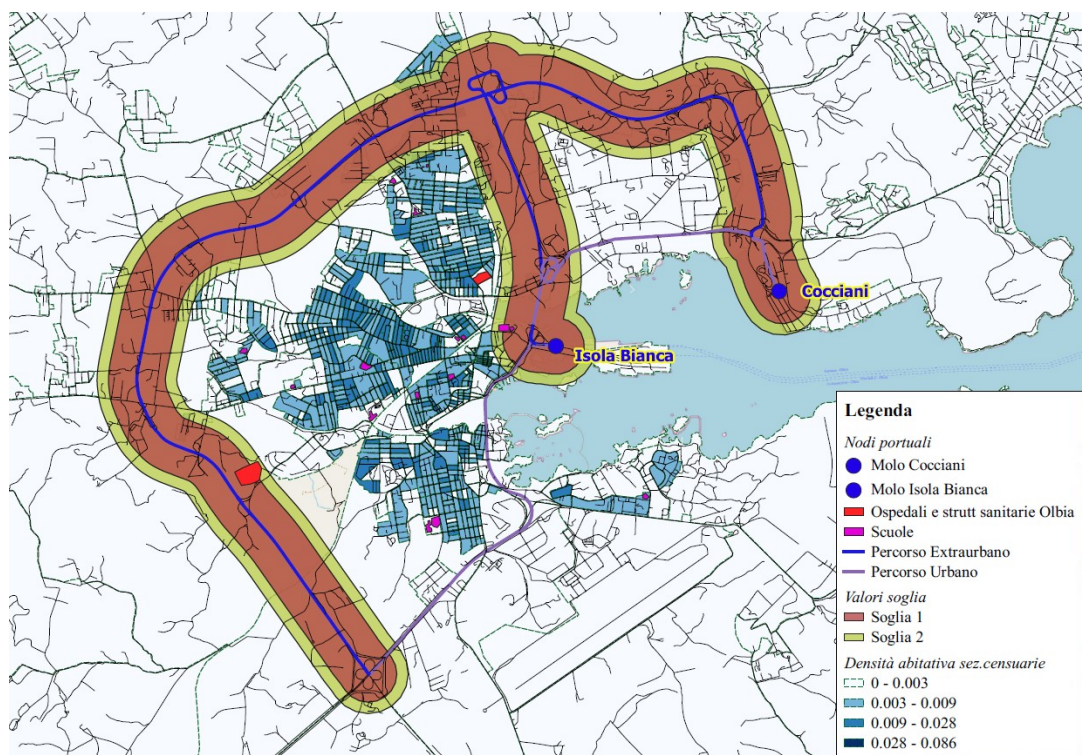 Cocciani
Isola Bianca
Legenda
Nodi portuali
Molo Cocciani
Molo Isola Bianca
Ospedali e strutt sanitarie Olbia
Scuole
Percorso Extraurbano
Percorso Urbano
Valori soglia
Soglia 1
Soglia 2
Densità abitativa sez.censuarie
0 - 0.003
0.003 - 0.009
0.009 - 0.028
0.028 - 0.086